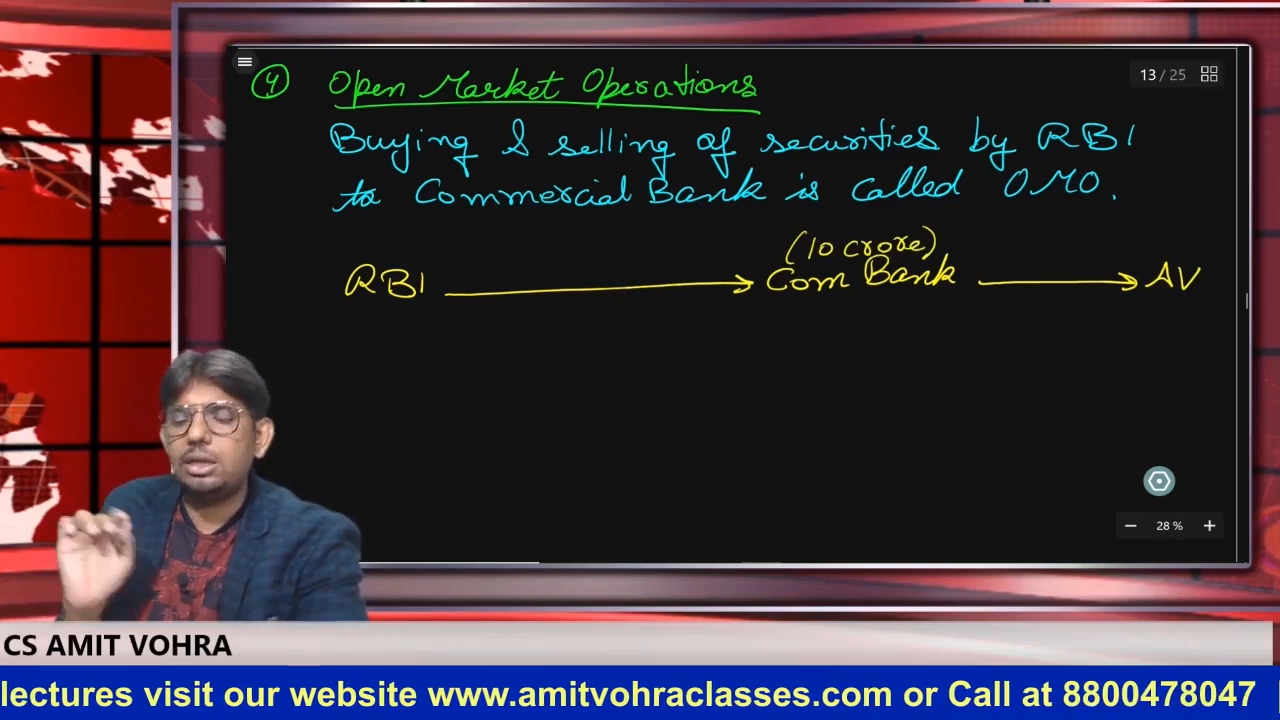 ④ Open Market Operations
13 / 25
Buying & selling of securities by RBI
to Commercial Bank is called OMO.
(10 crore)
RBI → Com Bank → AV
28 %
CS AMIT VOHRA
lectures visit our website www.amitvohraclasses.com or Call at 8800478047